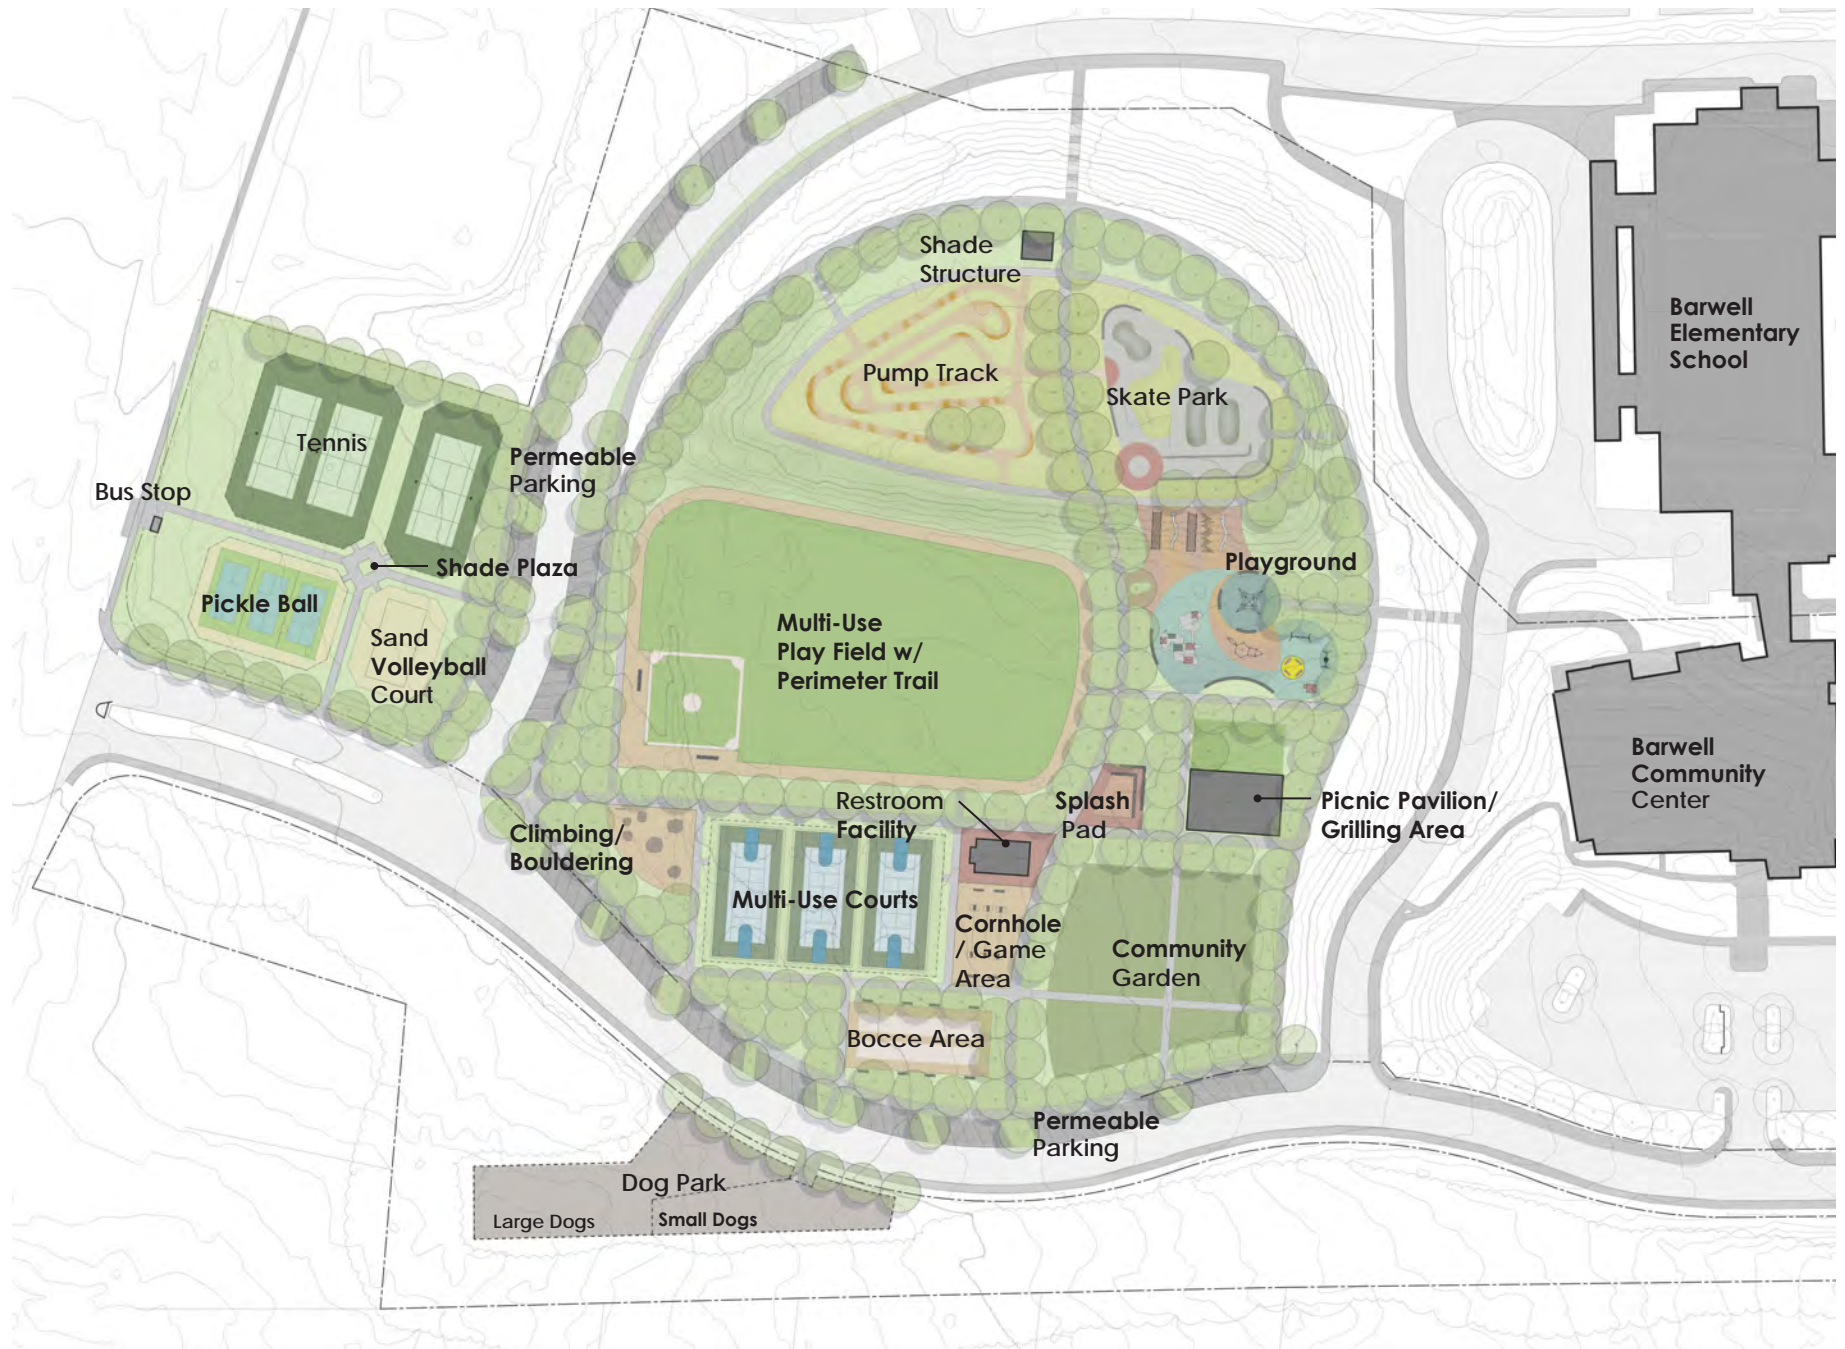 Shade
Structure
Pump Track
Skate Park
Barwell
Elementary
School
Tennis
Permeable
Parking
Bus Stop
Shade Plaza
Pickle Ball
Sand
Volleyball
Court
Playground
Multi-Use
Play Field w/
Perimeter Trail
Barwell
Community
Center
Restroom
Facility
Splash
Pad
Picnic Pavilion/
Grilling Area
Climbing/
Bouldering
Multi-Use Courts
Cornhole
/ Game
Area
Community
Garden
Bocce Area
Permeable
Parking
Dog Park
Large Dogs
Small Dogs